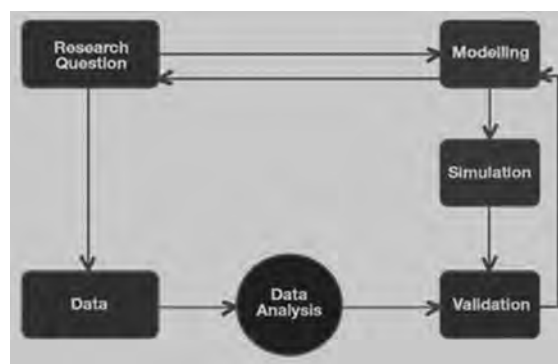 Research
Question
Modelling
Simulation
Data
Data
Analysis
Validation